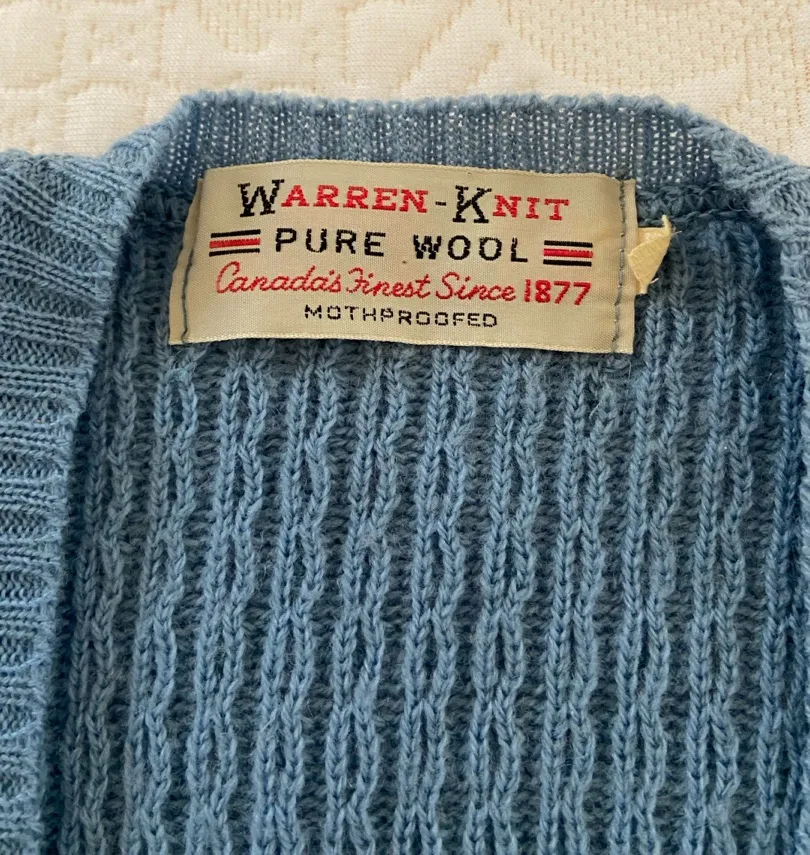 WARREN-KNIT
PURE WOOL
Canada's Finest Since 1877
MOTHPROOFED